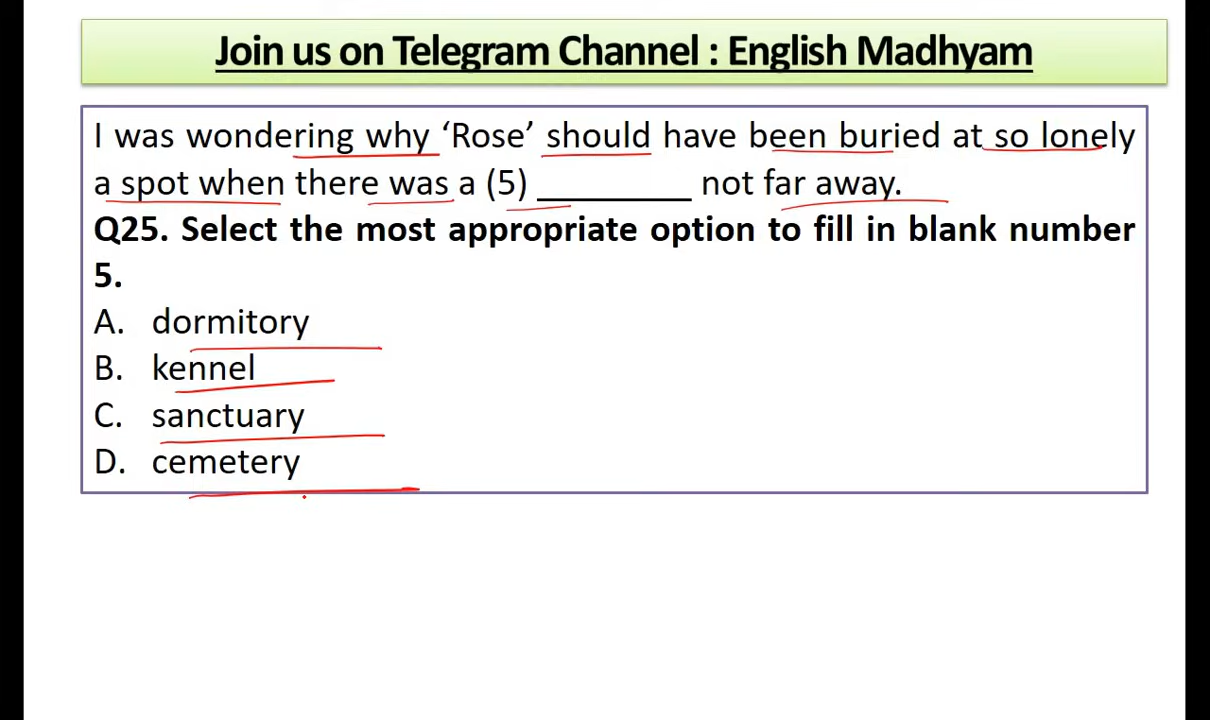 Join us on Telegram Channel : English Madhyam
I was wondering why ‘Rose’ should have been buried at so lonely
a spot when there was a (5) ________ not far away.
Q25. Select the most appropriate option to fill in blank number
5.
A. dormitory
B. kennel
C. sanctuary
D. cemetery